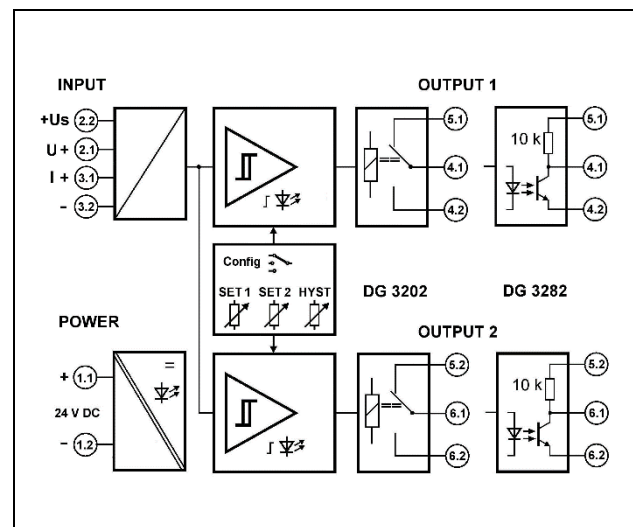 INPUT
OUTPUT 1
+Us 2.2
U+ 2.1
I + 3.1
− 3.2
5.1
4.1
4.2
10 k
5.1
4.1
4.2
Config
SET 1 SET 2 HYST
DG 3202
DG 3282
POWER
OUTPUT 2
+ 1.1
24 V DC
− 1.2
=
5.2
6.1
6.2
10 k
5.2
6.1
6.2